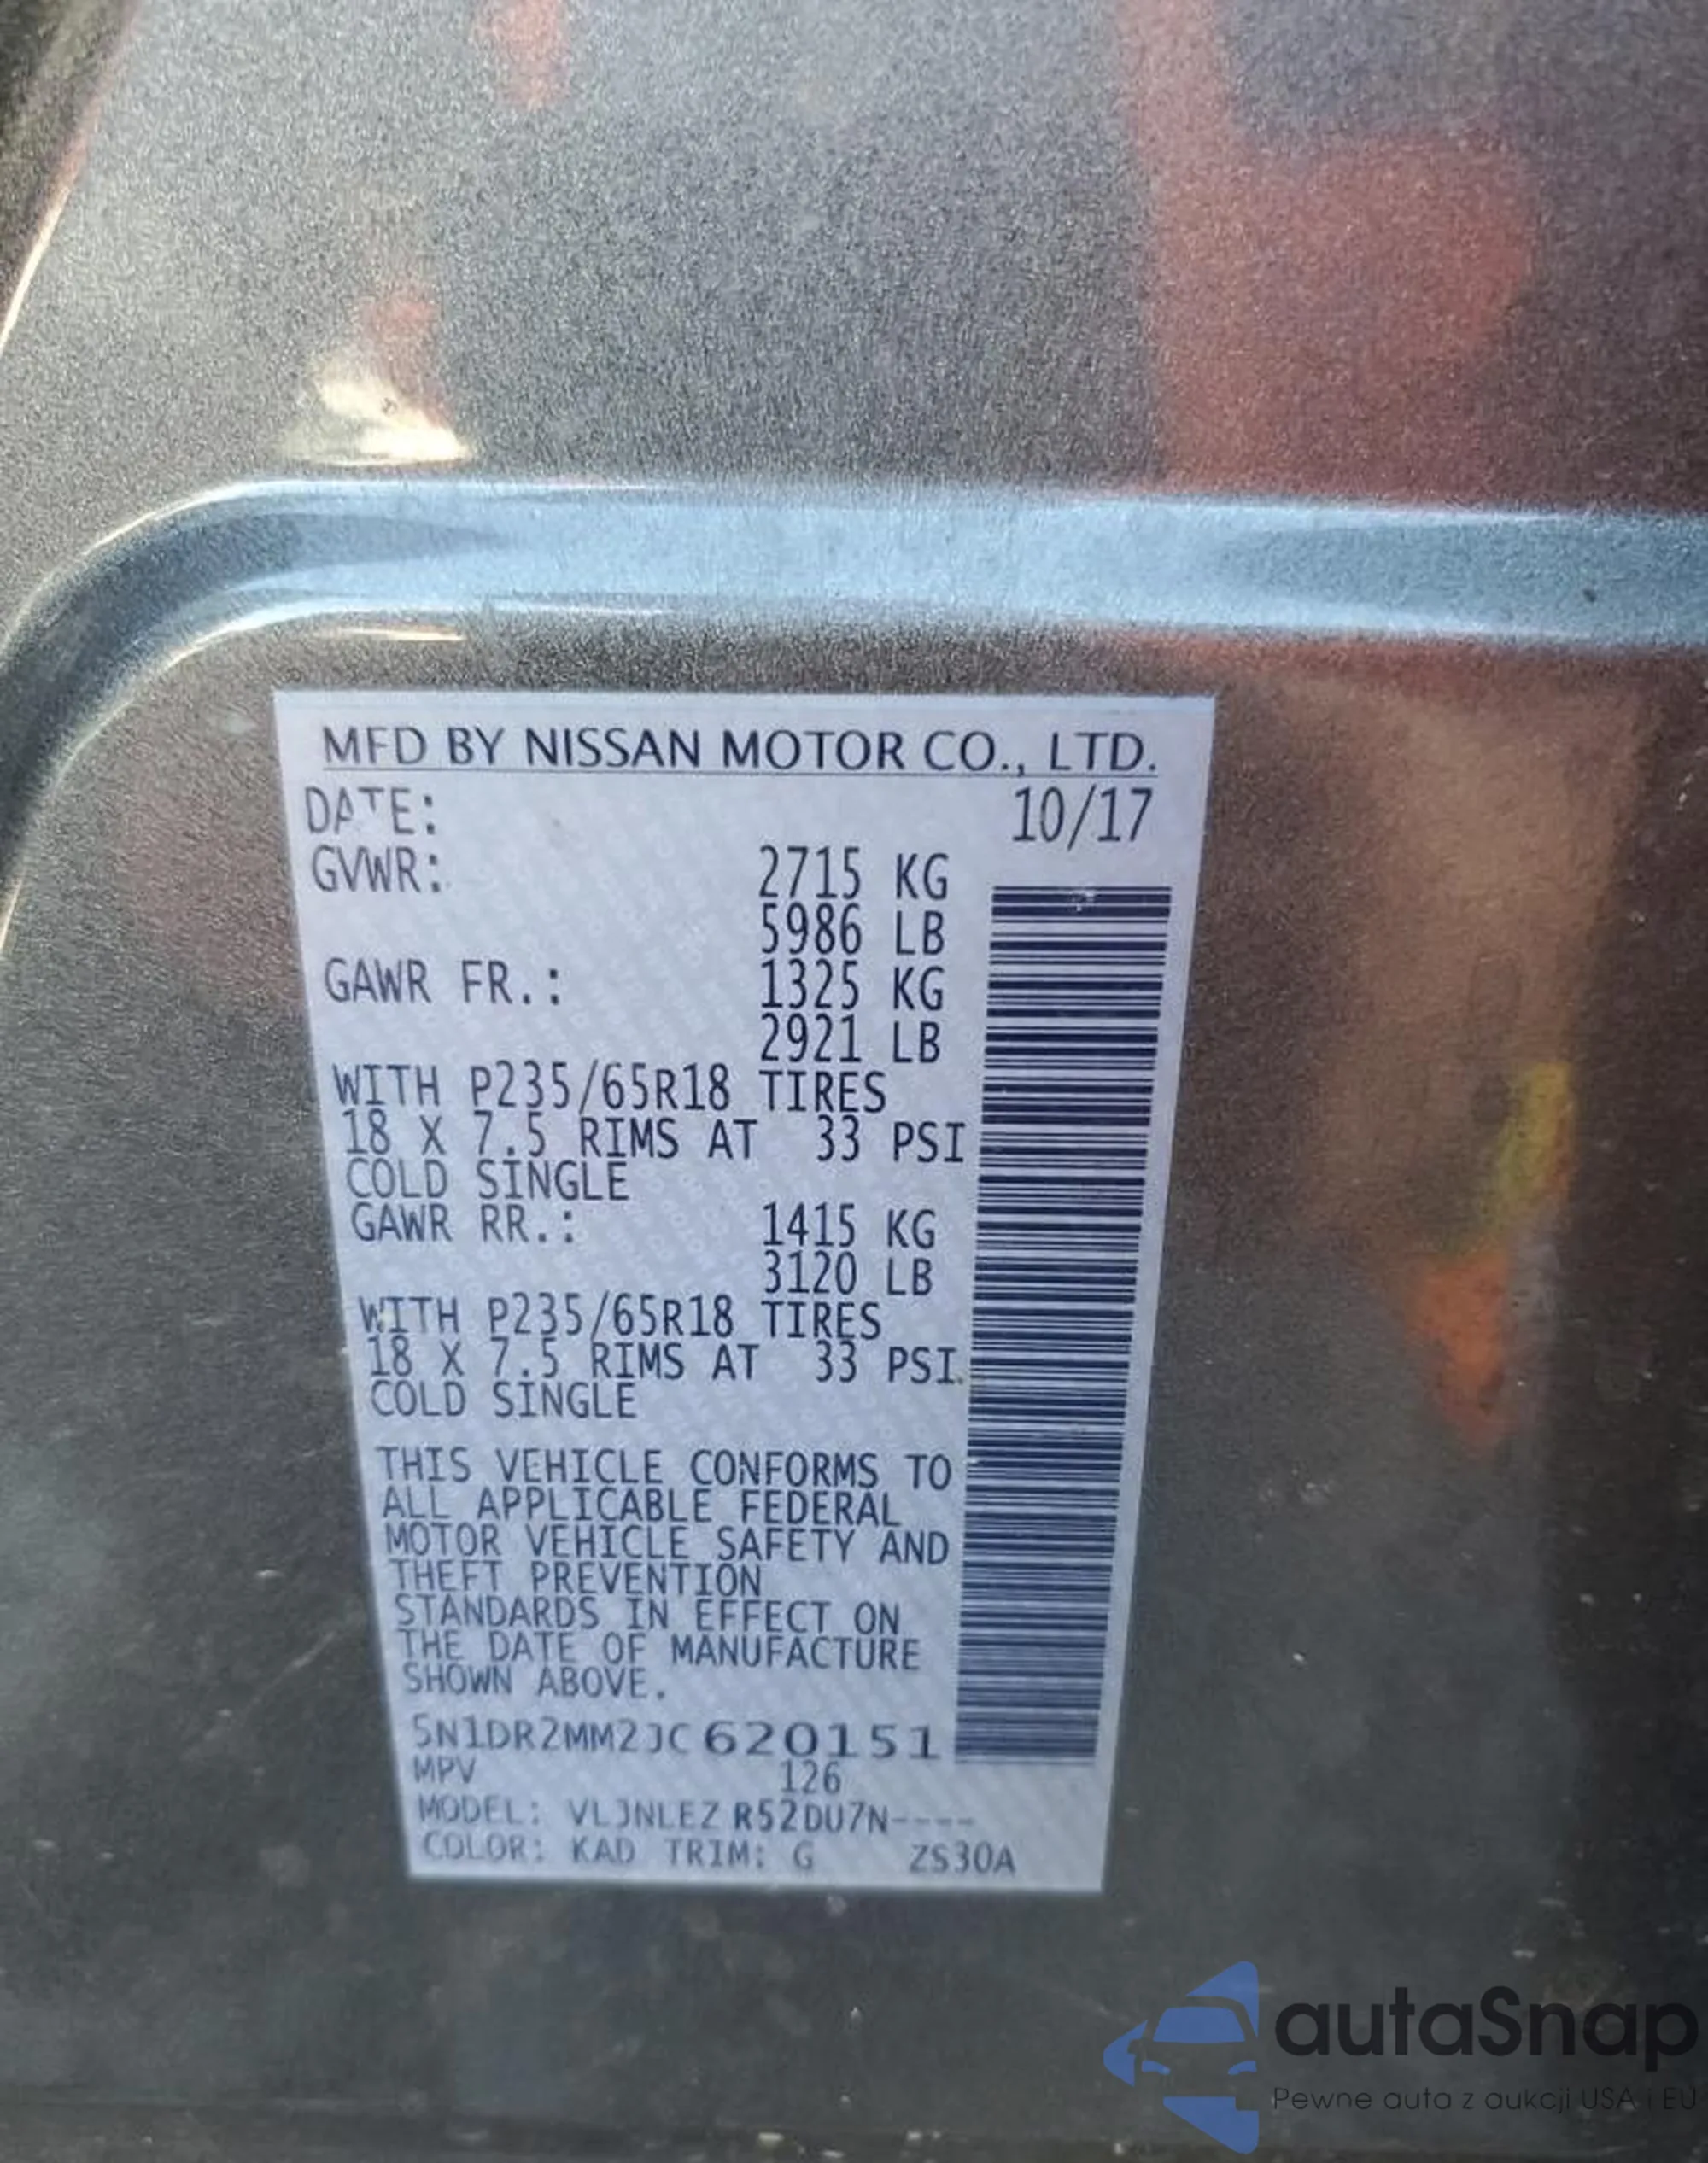 MFD BY NISSAN MOTOR CO., LTD.
DATE: 10/17
GVWR: 2715 KG
5986 LB
GAWR FR.: 1325 KG
2921 LB
WITH P235/65R18 TIRES
18 X 7.5 RIMS AT 33 PSI
COLD SINGLE
GAWR RR.: 1415 KG
3120 LB
WITH P235/65R18 TIRES
18 X 7.5 RIMS AT 33 PSI
COLD SINGLE
THIS VEHICLE CONFORMS TO
ALL APPLICABLE FEDERAL
MOTOR VEHICLE SAFETY AND
THEFT PREVENTION
STANDARDS IN EFFECT ON
THE DATE OF MANUFACTURE
SHOWN ABOVE.
5N1DR2MM2JC620151
MPV 126
MODEL: VLJNLEZ R52DU7N----
COLOR: KAD TRIM: G ZS30A
autaSnap
Pewne auta z aukcji USA i EU